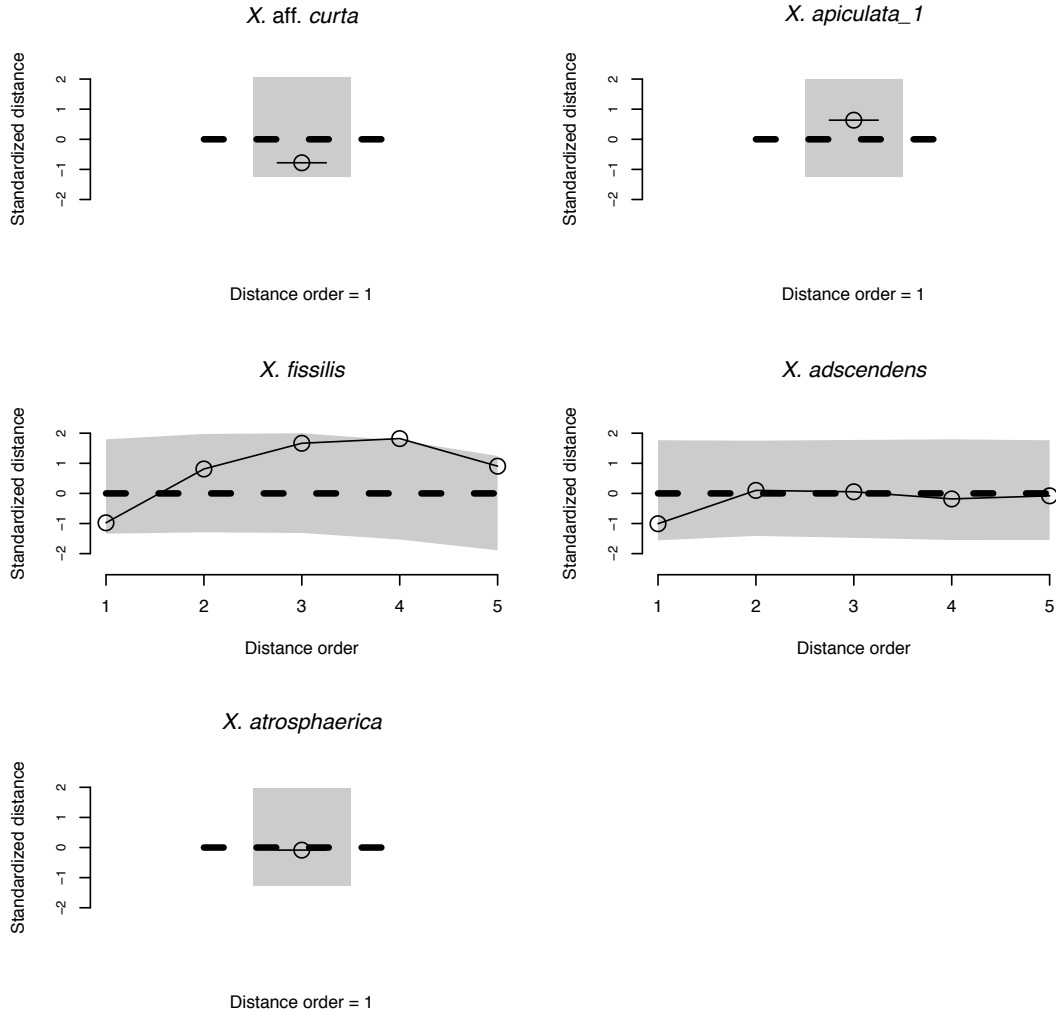 X. aff. curta
Standardized distance
2
1
0
-1
-2
Distance order = 1
X. apiculata_1
Standardized distance
2
1
0
-1
-2
Distance order = 1
X. fissilis
Standardized distance
2
1
0
-1
-2
1 2 3 4 5
Distance order
X. adscendens
Standardized distance
2
1
0
-1
-2
1 2 3 4 5
Distance order
X. atrosphaerica
Standardized distance
2
1
0
-1
-2
Distance order = 1